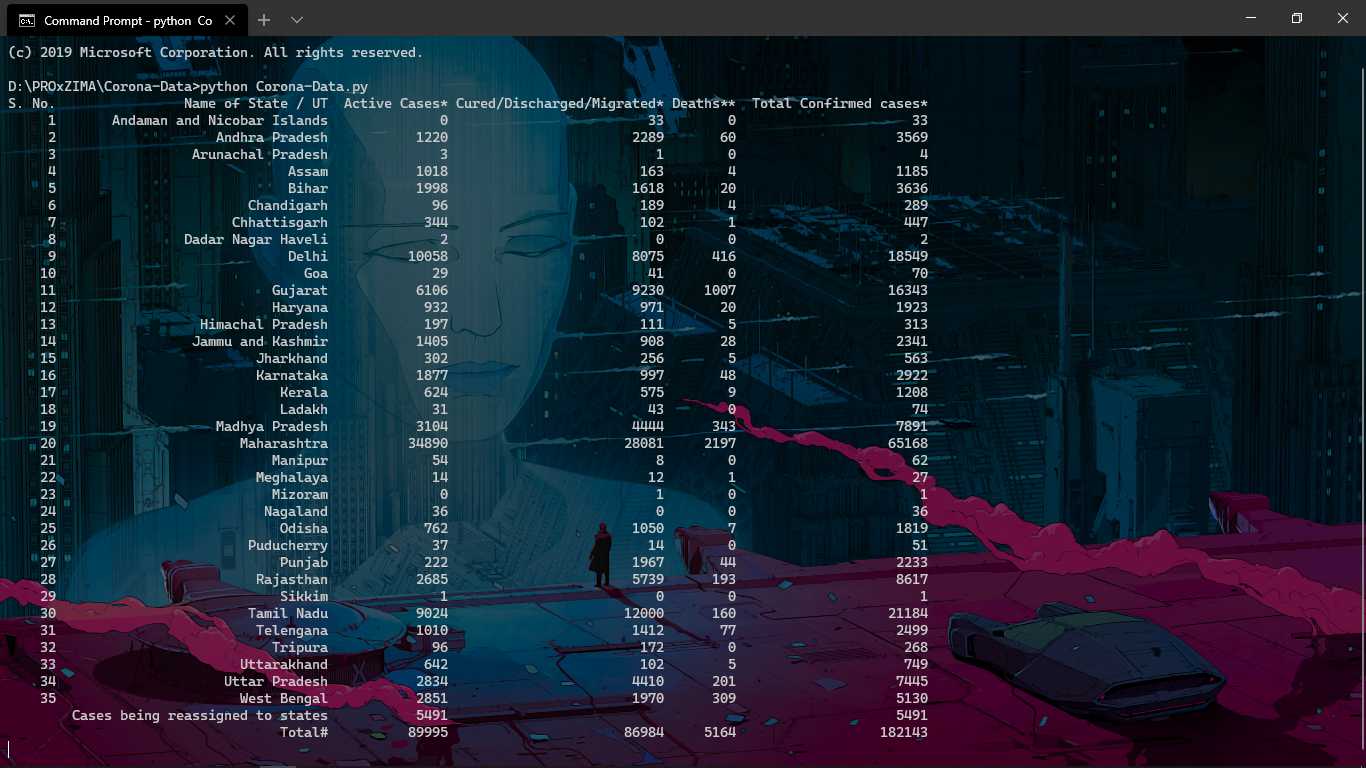 Command Prompt - python Co
(c) 2019 Microsoft Corporation. All rights reserved.
D:\PROxZIMA\Corona-Data>python Corona-Data.py
S. No. Name of State / UT Active Cases* Cured/Discharged/Migrated* Deaths** Total Confirmed cases*
1 Andaman and Nicobar Islands 0 33 0 33
2 Andhra Pradesh 1220 2289 60 3569
3 Arunachal Pradesh 3 1 0 4
4 Assam 1018 163 4 1185
5 Bihar 1998 1618 20 3636
6 Chandigarh 96 189 4 289
7 Chhattisgarh 344 102 1 447
8 Dadar Nagar Haveli 2 0 0 2
9 Delhi 10058 8075 416 18549
10 Goa 29 41 0 70
11 Gujarat 6106 9230 1007 16343
12 Haryana 932 971 20 1923
13 Himachal Pradesh 197 111 5 313
14 Jammu and Kashmir 1405 908 28 2341
15 Jharkhand 302 256 5 563
16 Karnataka 1877 997 48 2922
17 Kerala 624 575 9 1208
18 Ladakh 31 43 0 74
19 Madhya Pradesh 3104 4444 343 7891
20 Maharashtra 34890 28081 2197 65168
21 Manipur 54 8 0 62
22 Meghalaya 14 12 1 27
23 Mizoram 0 1 0 1
24 Nagaland 36 0 0 36
25 Odisha 762 1050 7 1819
26 Puducherry 37 14 0 51
27 Punjab 222 1967 44 2233
28 Rajasthan 2685 5739 193 8617
29 Sikkim 1 0 0 1
30 Tamil Nadu 9024 12000 160 21184
31 Telengana 1010 1412 77 2499
32 Tripura 96 172 0 268
33 Uttarakhand 642 102 5 749
34 Uttar Pradesh 2834 4410 201 7445
35 West Bengal 2851 1970 309 5130
Cases being reassigned to states 5491 5491
Total# 89995 86984 5164 182143